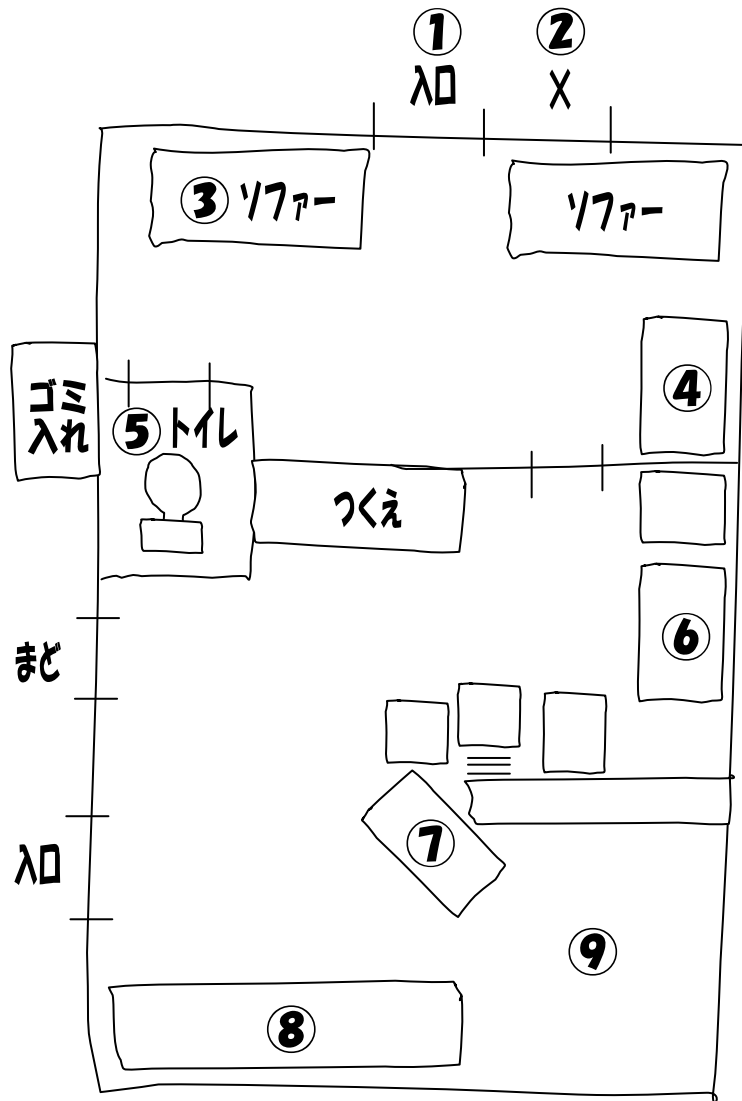 ① ②
入口 X
③ ソファー ソファー
④
ゴミ
入れ
⑤ トイレ
つくえ
⑥
まど
⑦
入口
⑨
⑧